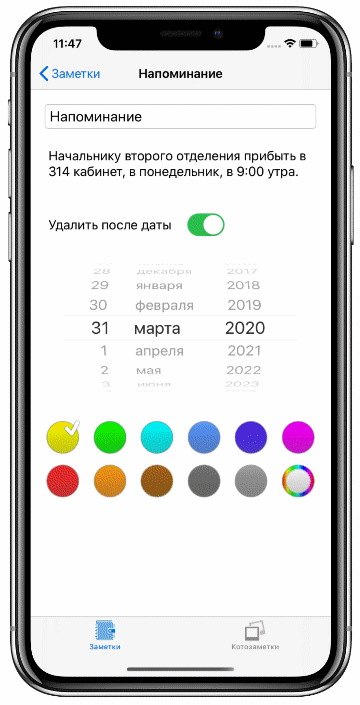 11:47
Заметки
Напоминание
Напоминание
Начальнику второго отделения прибыть в
314 кабинет, в понедельник, в 9:00 утра.
Удалить после даты
28 декабря 2017
29 января 2018
30 февраля 2019
31 марта 2020
1 апреля 2021
2 мая 2022
3 июня 2023
Заметки
Котозаметки